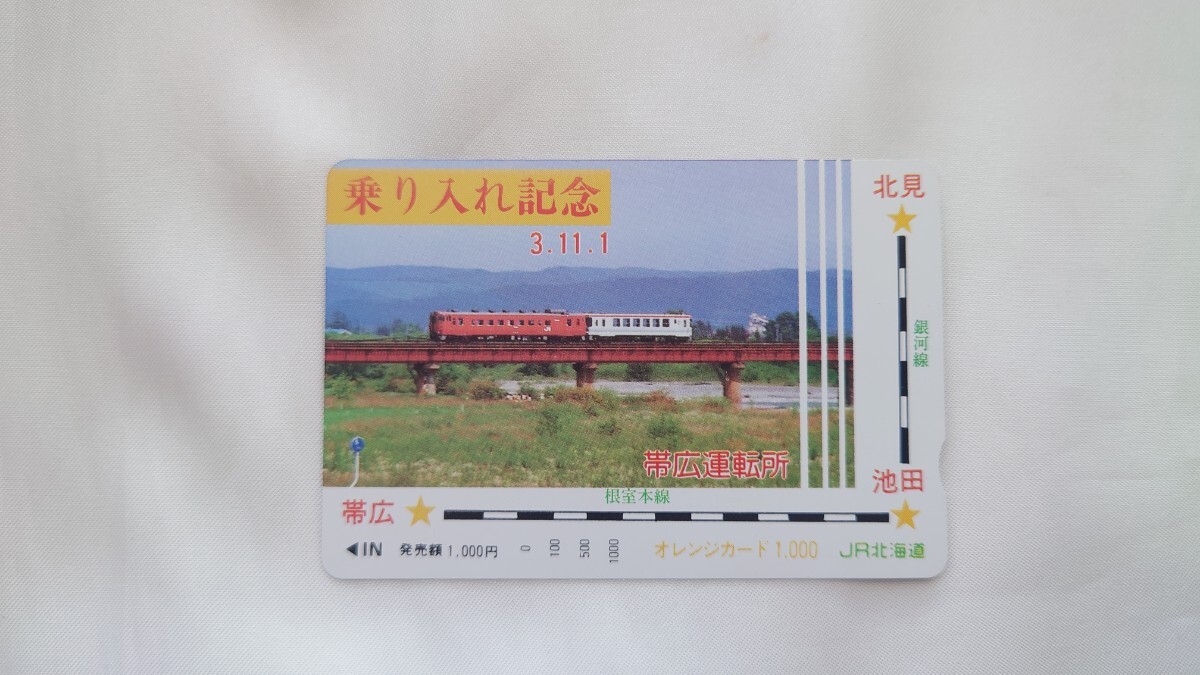 乗り入れ記念
3.11.1
北見
銀河線
帯広運転所
池田
根室本線
帯広
◀IN 発売額1,000円 0 100 500 1000 オレンジカード1,000 JR北海道